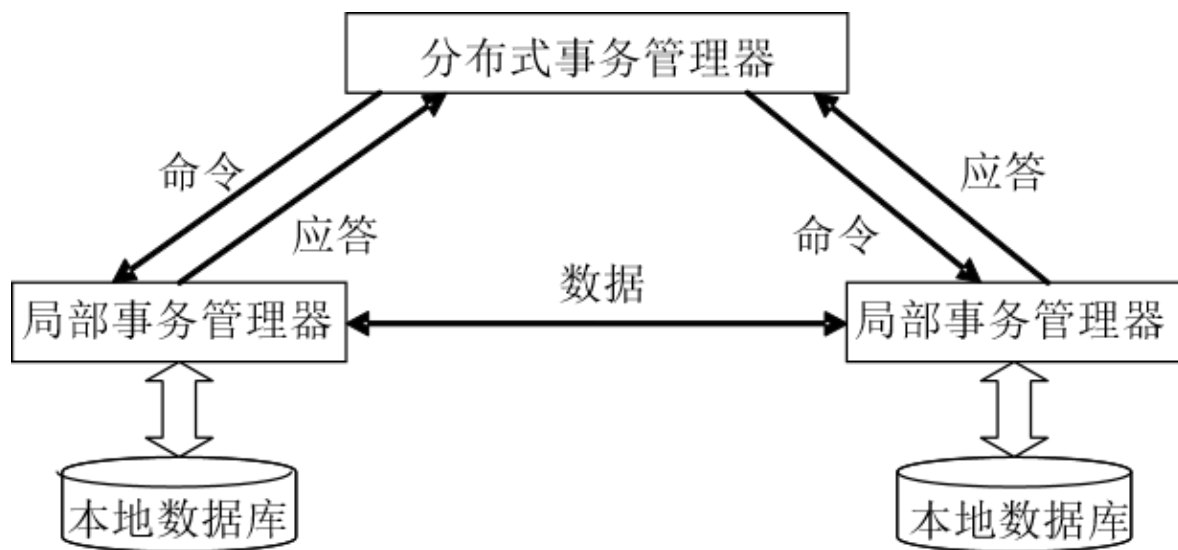 分布式事务管理器
命令
应答
应答
命令
数据
局部事务管理器
局部事务管理器
本地数据库
本地数据库